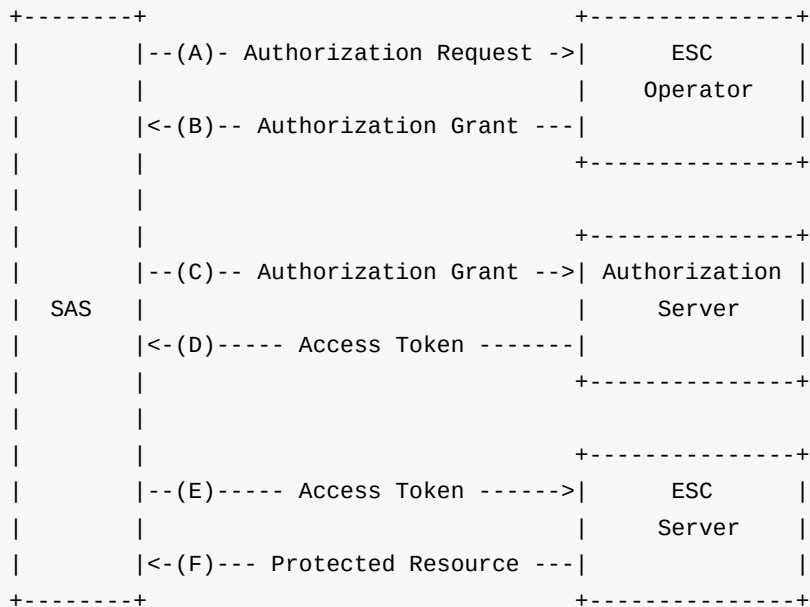 +--------+                               +---------------+
|        |--(A)- Authorization Request ->|      ESC      |
|        |                               |    Operator   |
|        |<-(B)-- Authorization Grant ---|               |
|        |                               +---------------+
|        |
|        |                               +---------------+
|        |--(C)-- Authorization Grant -->| Authorization |
|  SAS   |                               |     Server    |
|        |<-(D)----- Access Token -------|               |
|        |                               +---------------+
|        |
|        |                               +---------------+
|        |--(E)----- Access Token ------>|      ESC      |
|        |                               |     Server    |
|        |<-(F)--- Protected Resource ---|               |
+--------+                               +---------------+